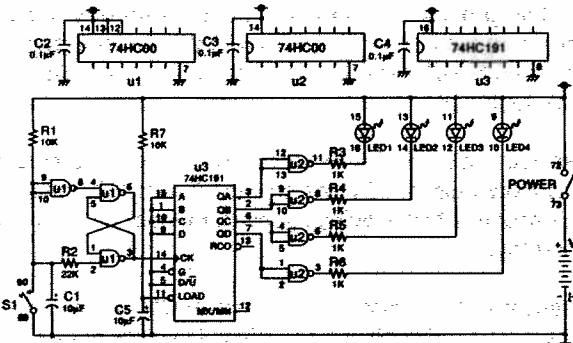 C2
0.1µF
14 13 12
74HC00
7
u1
C3
0.1µF
14
74HC00
7
u2
C4
0.1µF
16
74HC191
8
u3
R1
10K
R7
10K
u3
74HC191
15 A
1 B
10 C
9 D
14 CK
4 G
5 D/U
11 LOAD
QA 3
QB 2
QC 6
QD 7
RCO 13
MX/MN 12
9
10
u1
8
4
5
u1
6
1
2
u1
3
R2
22K
S1
90
89
C1
10µF
C5
10µF
12
13
u2
11
R3
1K
9
10
u2
8
R4
1K
4
5
u2
6
R5
1K
1
2
u2
3
R6
1K
15
16
LED1
13
14
LED2
11
12
LED3
9
10
LED4
POWER
72
73
+